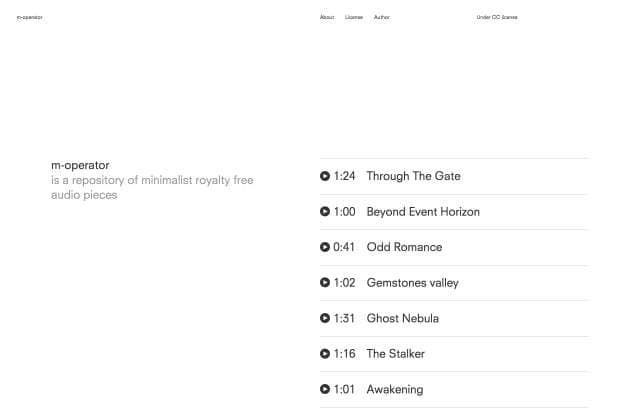 m-operator
About License Author Under CC license
m-operator
is a repository of minimalist royalty free
audio pieces
1:24 Through The Gate
1:00 Beyond Event Horizon
0:41 Odd Romance
1:02 Gemstones valley
1:31 Ghost Nebula
1:16 The Stalker
1:01 Awakening